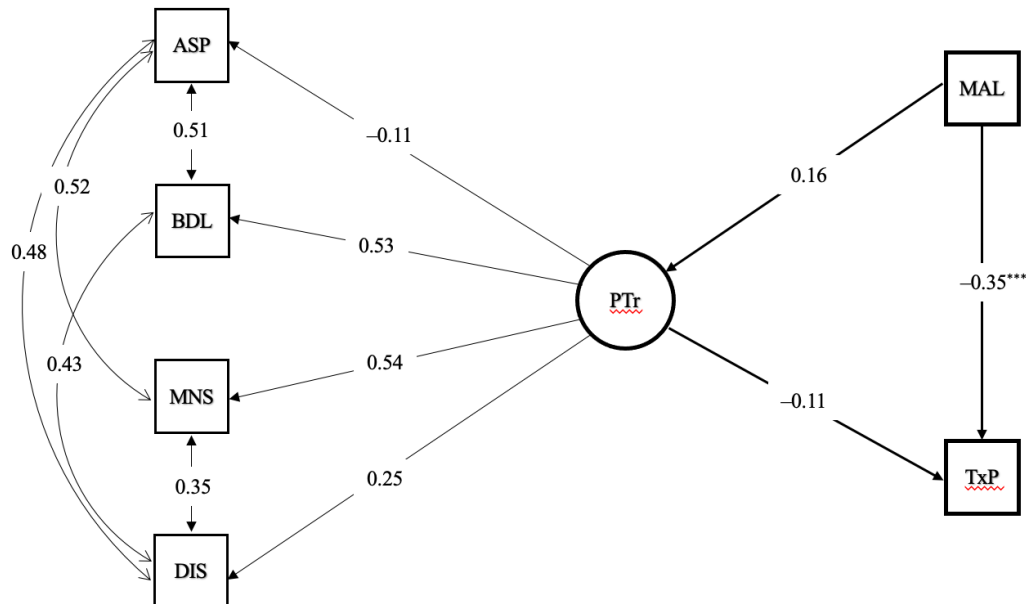 ASP
MAL
0.51
–0.11
0.16
0.52
BDL
0.53
0.48
–0.35***
PTr
0.43
0.54
MNS
–0.11
0.35
0.25
TxP
DIS